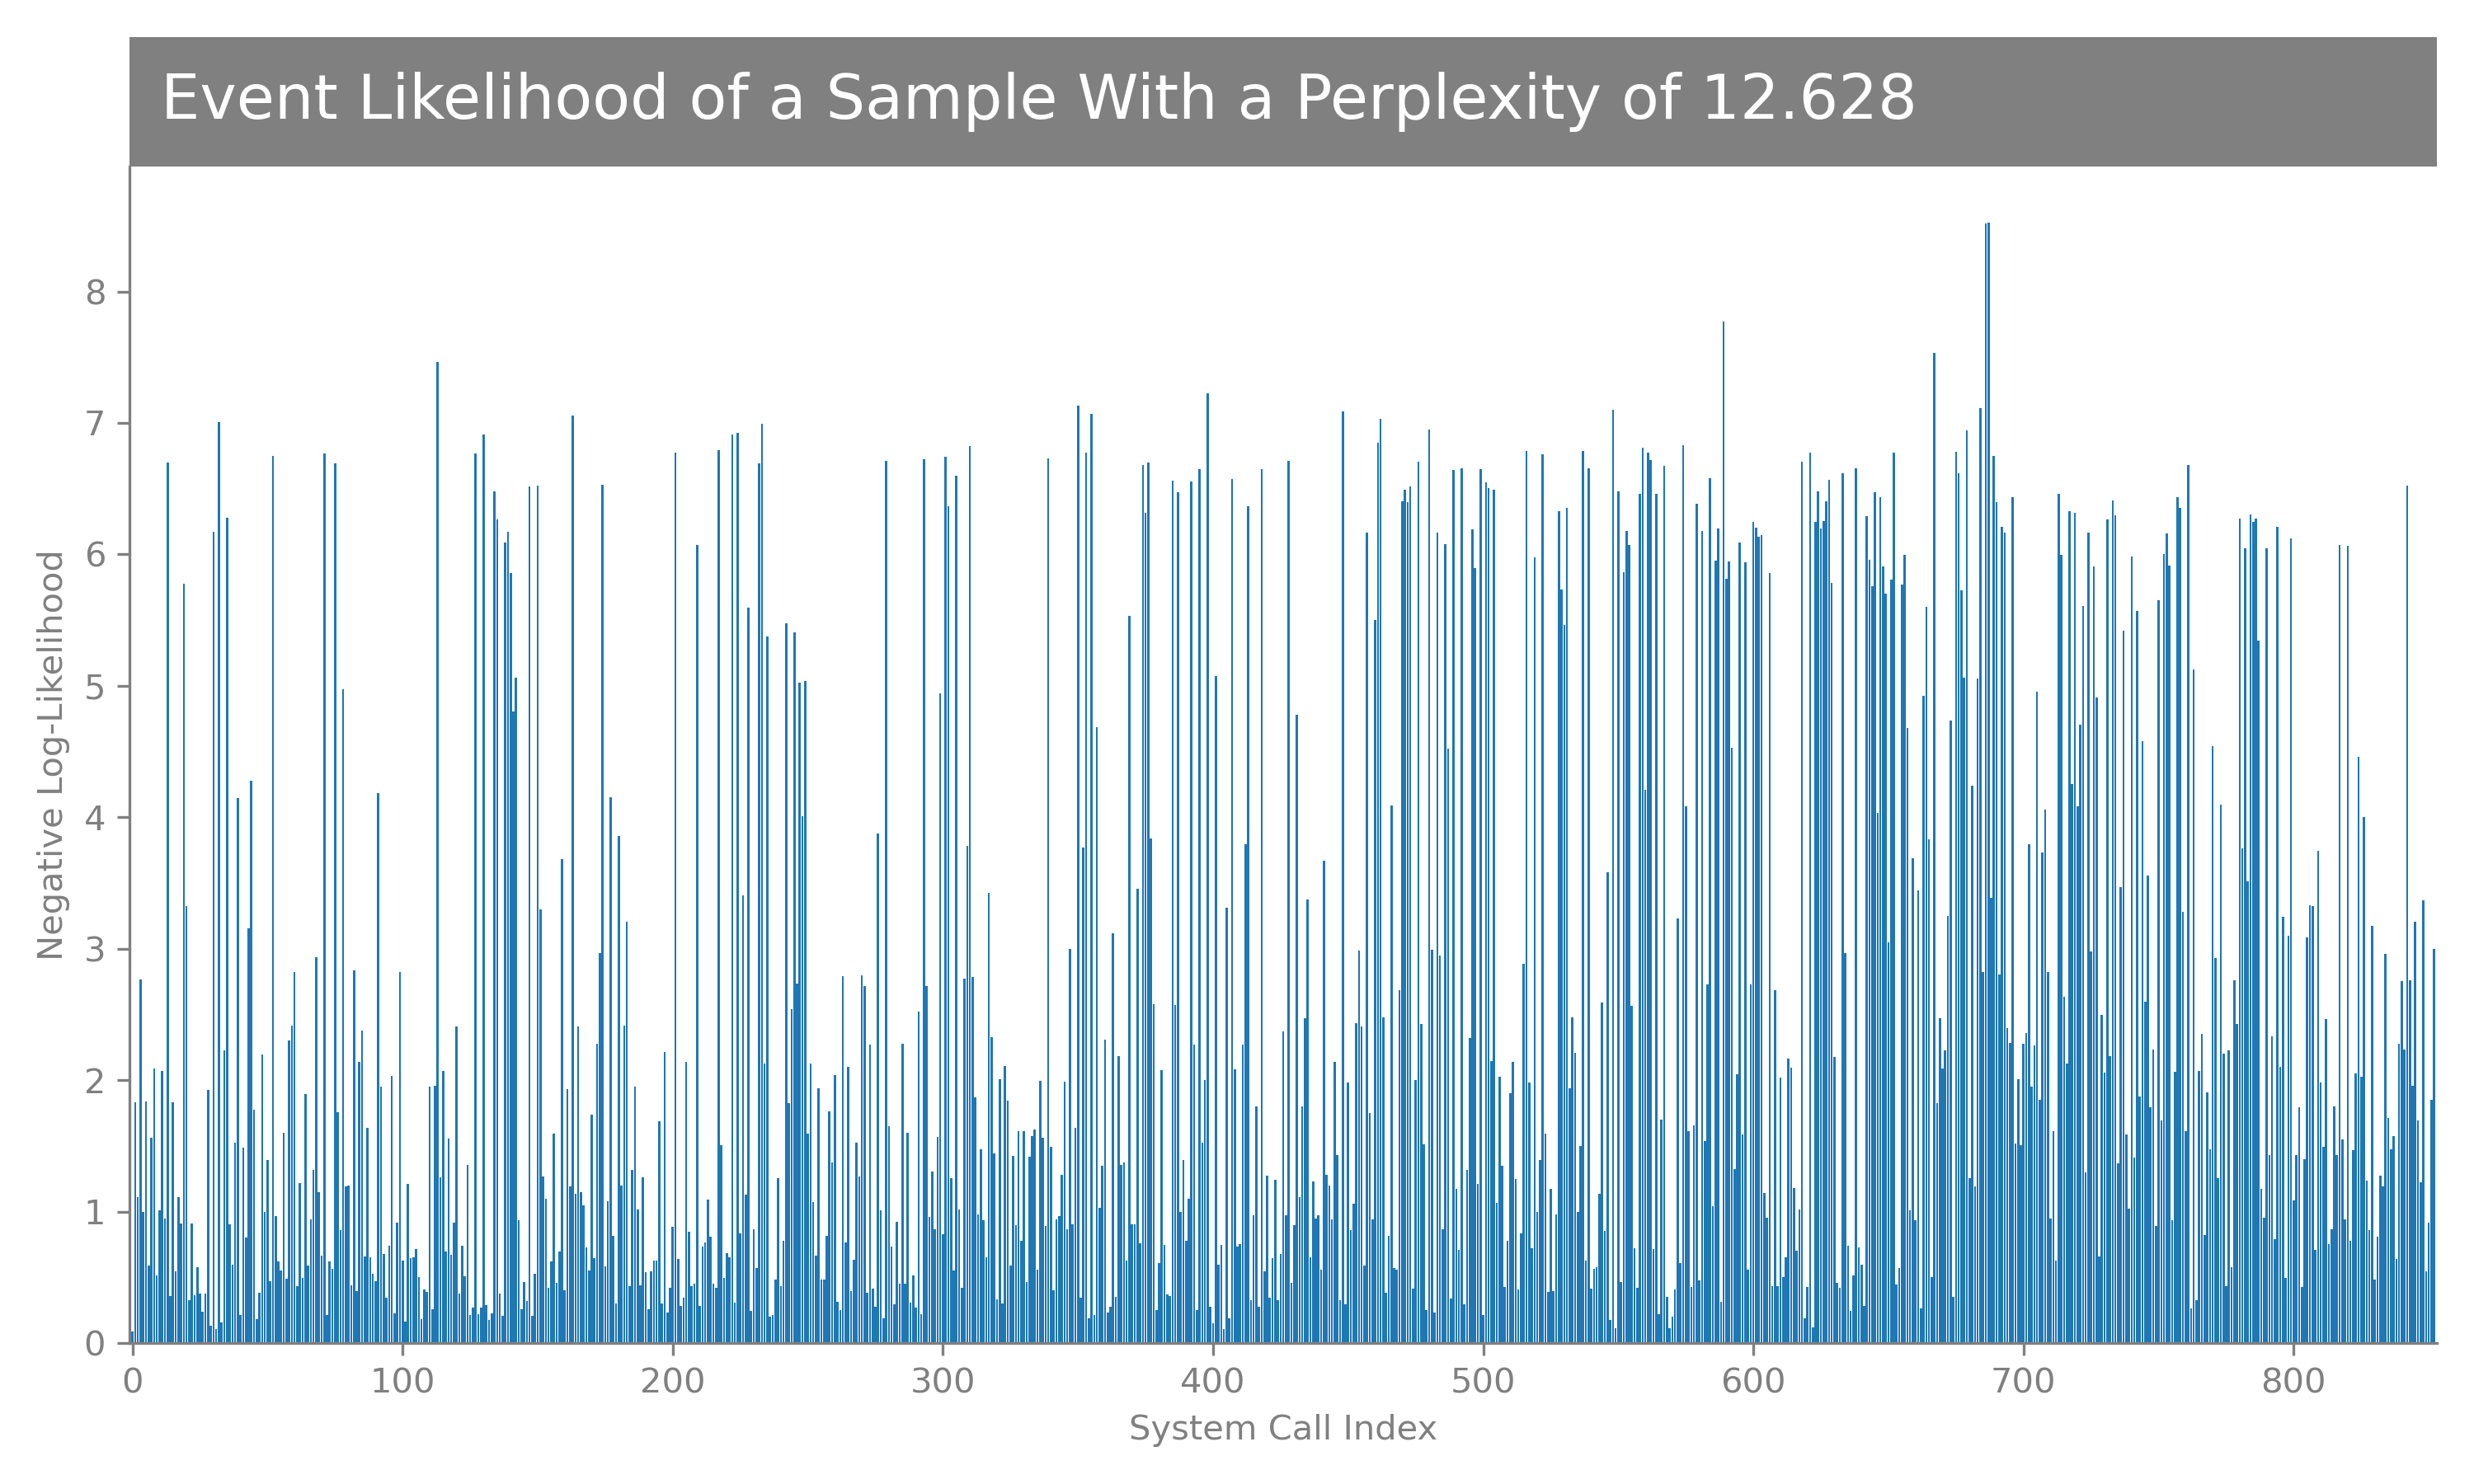 Event Likelihood of a Sample With a Perplexity of 12.628
8
7
6
5
4
3
2
1
0
Negative Log-Likelihood
0 100 200 300 400 500 600 700 800
System Call Index